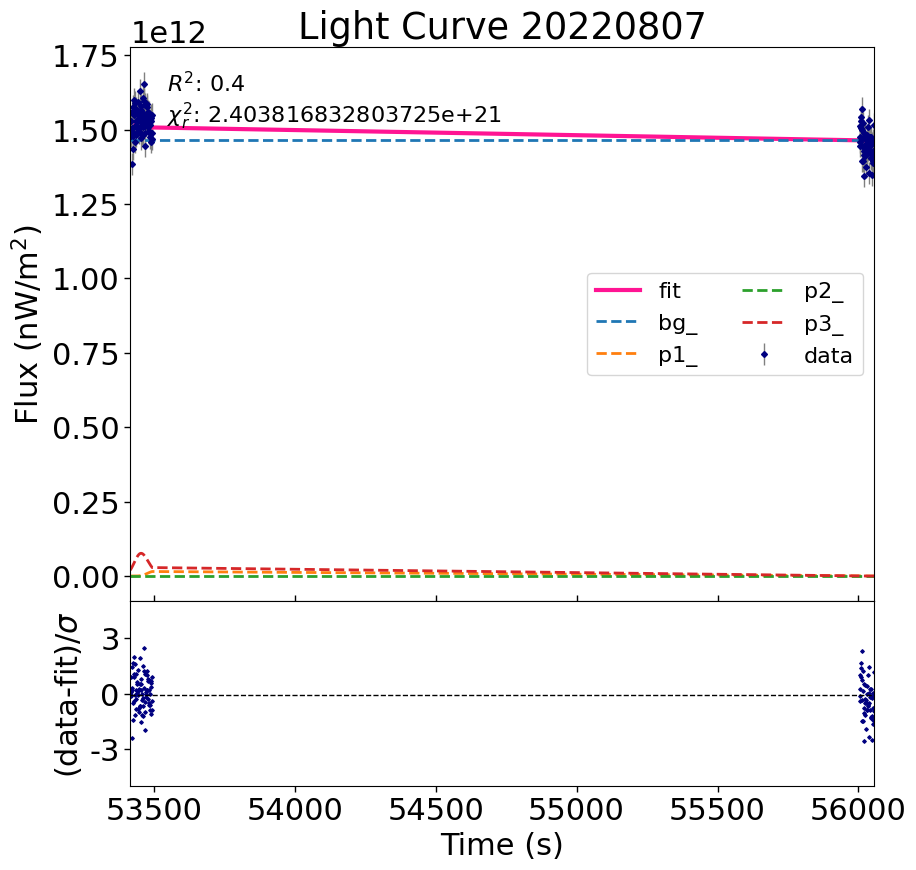 Light Curve 20220807
1e12
R²: 0.4
χ²ᵣ: 2.403816832803725e+21
1.75
1.50
1.25
1.00
0.75
0.50
0.25
0.00
Flux (nW/m²)
fit
bg_
p1_
p2_
p3_
data
3
0
-3
(data-fit)/σ
53500 54000 54500 55000 55500 56000
Time (s)